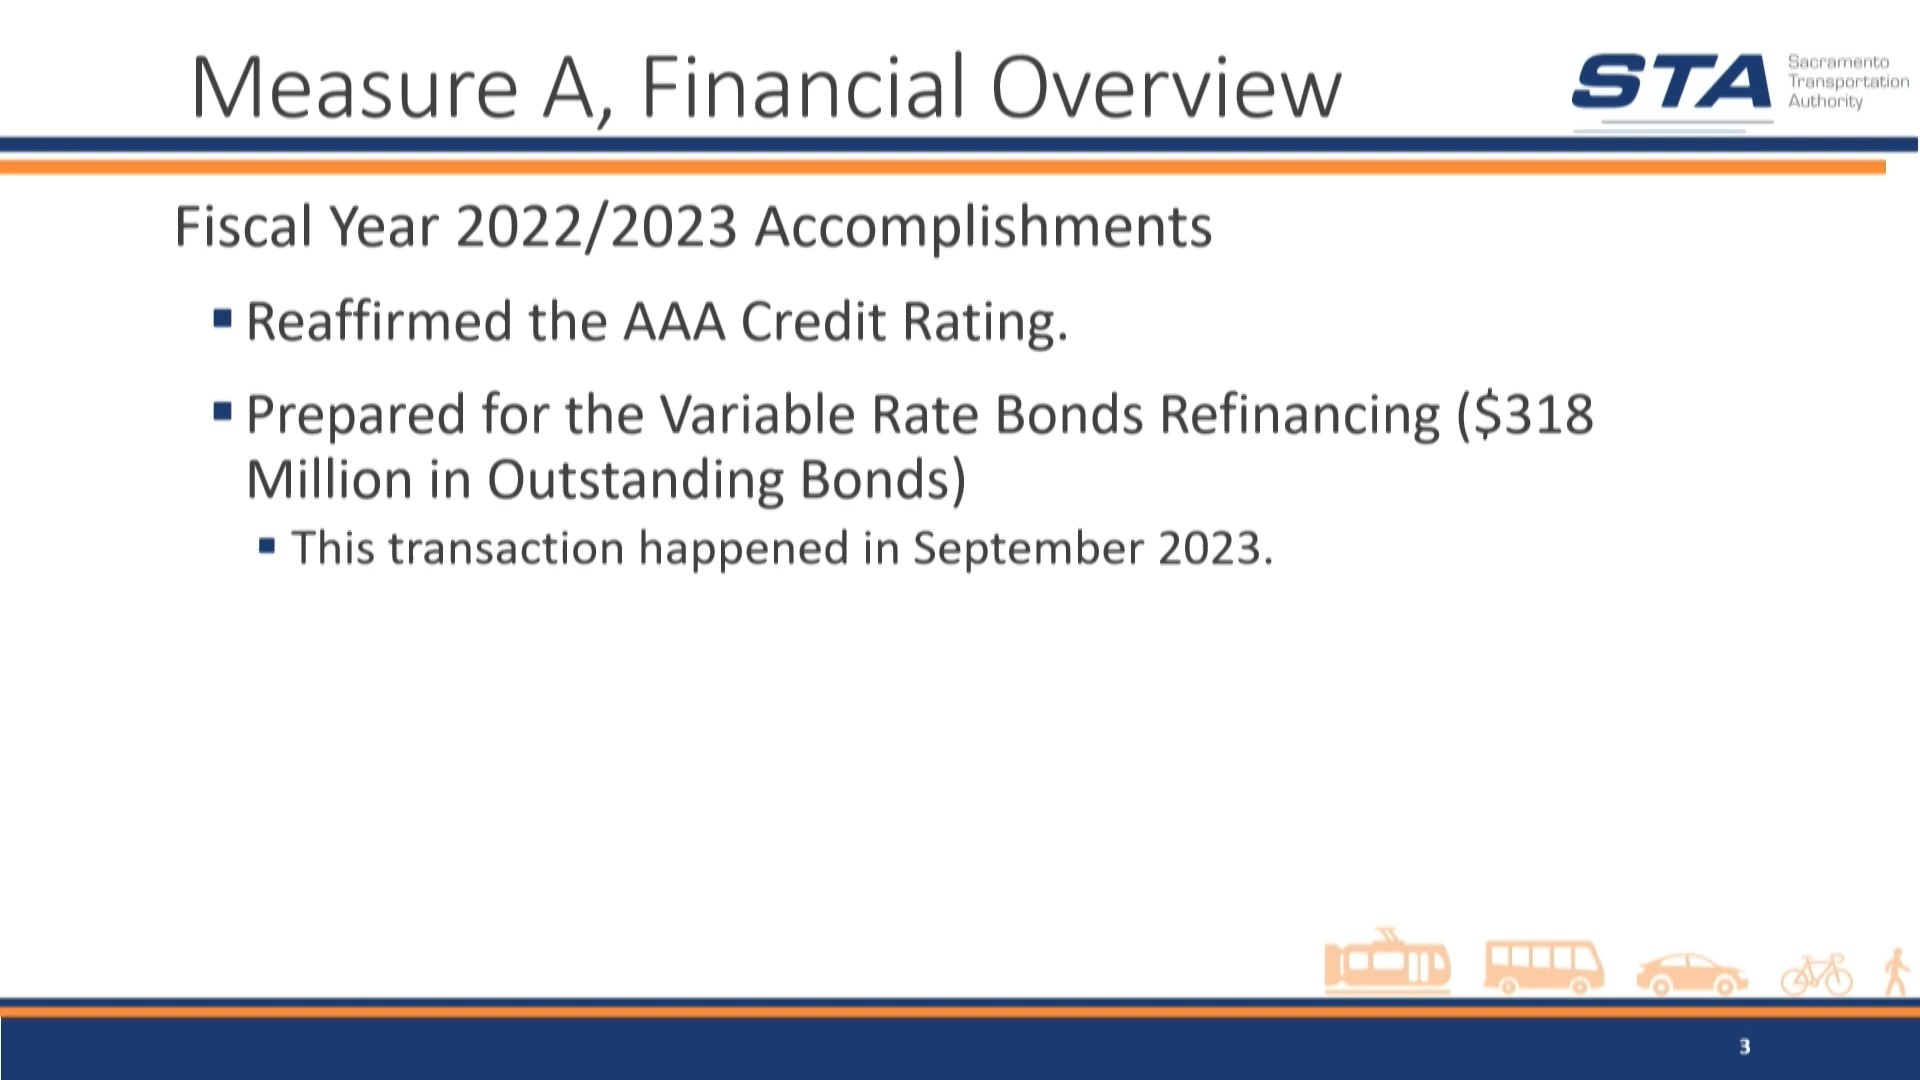 Measure A, Financial Overview
STA
Sacramento
Transportation
Authority
Fiscal Year 2022/2023 Accomplishments
▪ Reaffirmed the AAA Credit Rating.
▪ Prepared for the Variable Rate Bonds Refinancing ($318
Million in Outstanding Bonds)
▪ This transaction happened in September 2023.
3